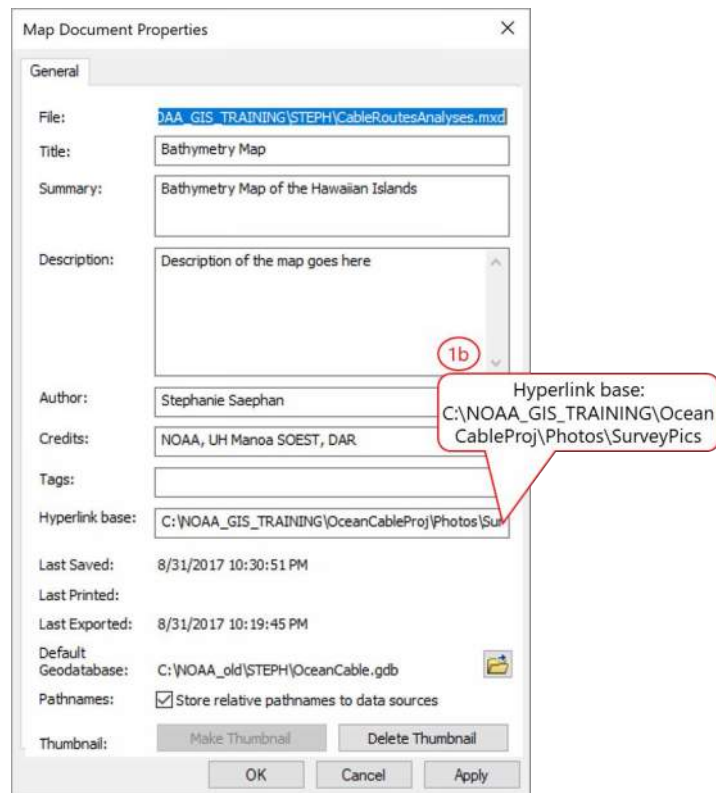 Map Document Properties
General
File: OAA_GIS_TRAINING\STEPH\CableRoutesAnalyses.mxd
Title: Bathymetry Map
Summary: Bathymetry Map of the Hawaiian Islands
Description: Description of the map goes here
1b
Hyperlink base:
C:\NOAA_GIS_TRAINING\Ocean
CableProj\Photos\SurveyPics
Author: Stephanie Saephan
Credits: NOAA, UH Manoa SOEST, DAR
Tags:
Hyperlink base: C:\NOAA_GIS_TRAINING\OceanCableProj\Photos\Sur
Last Saved: 8/31/2017 10:30:51 PM
Last Printed:
Last Exported: 8/31/2017 10:19:45 PM
Default
Geodatabase: C:\NOAA_old\STEPH\OceanCable.gdb
Pathnames: Store relative pathnames to data sources
Thumbnail: Make Thumbnail Delete Thumbnail
OK Cancel Apply